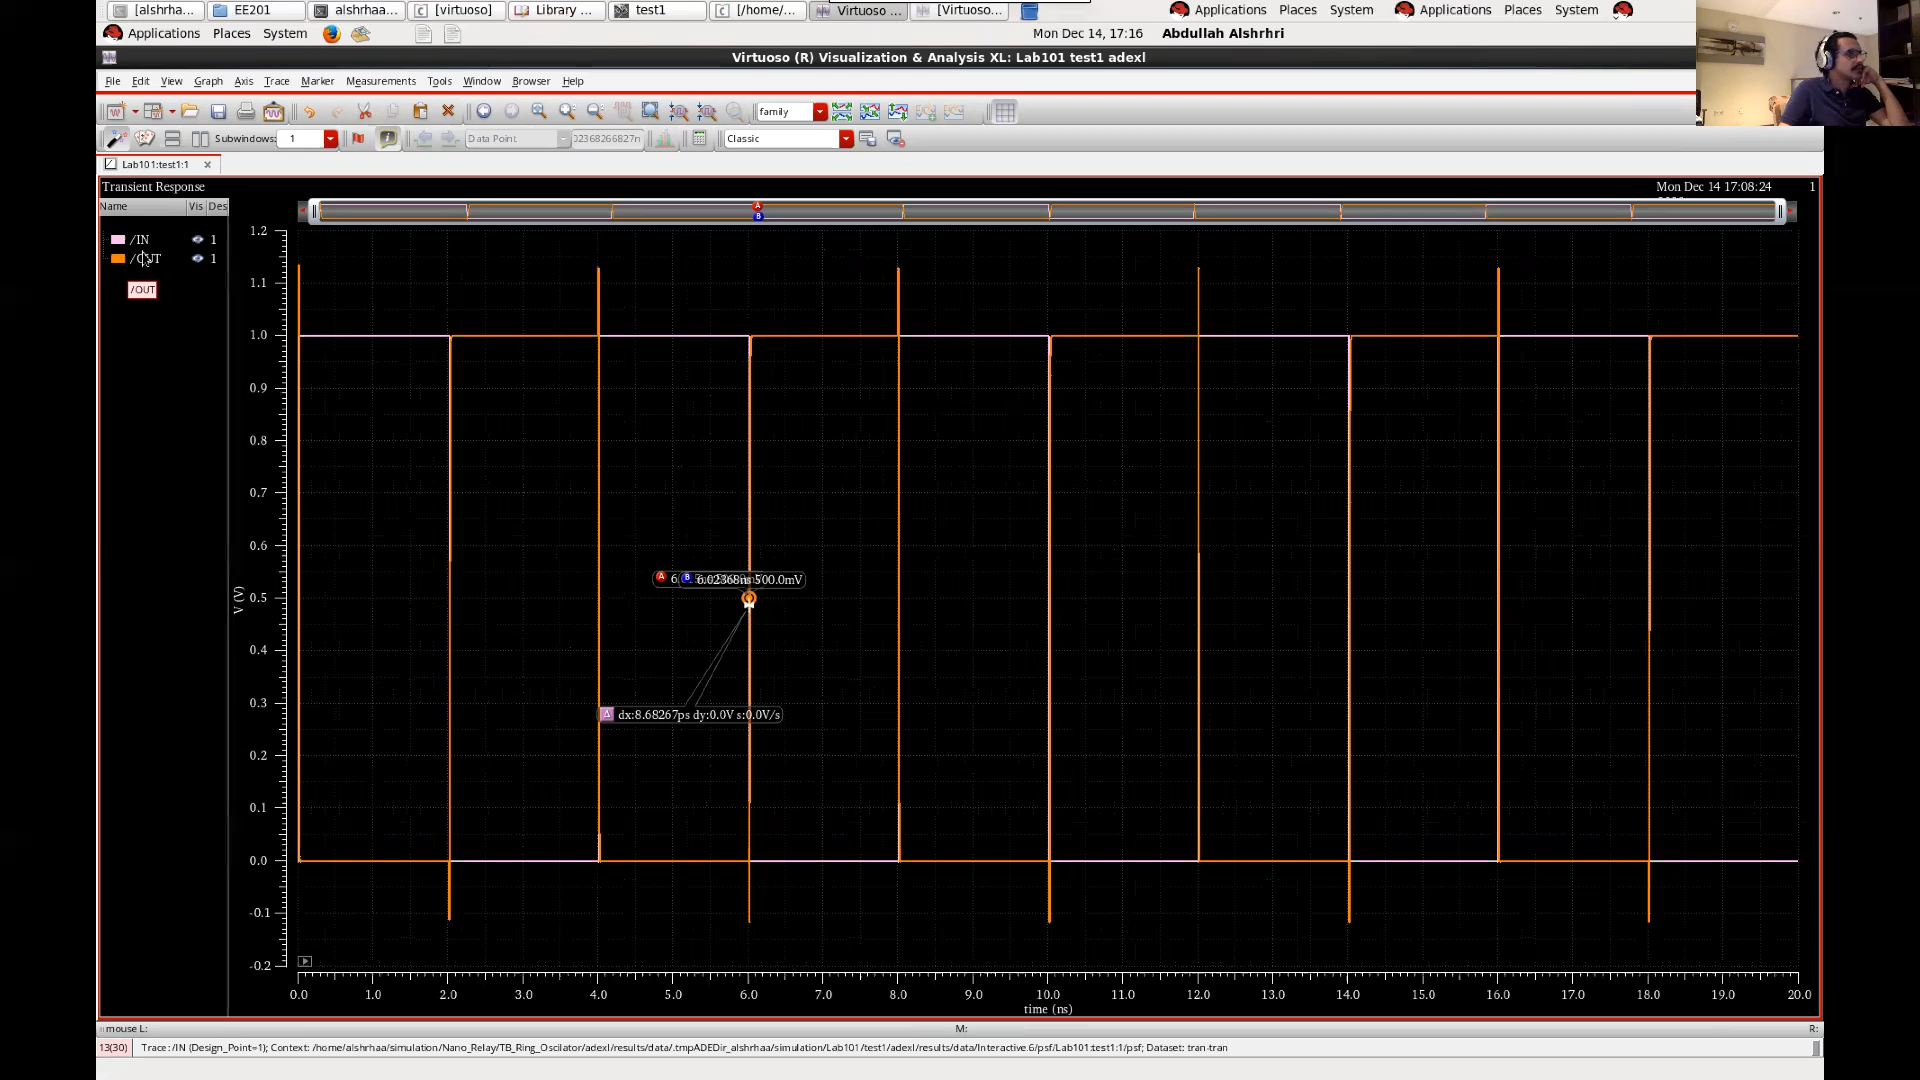 [alshrha...
EE201
alshrhaa...
[virtuoso]
Library ...
test1
[/home/...
Virtuoso ...
[Virtuoso...
Applications Places System
Applications Places System
Applications Places System
Mon Dec 14, 17:16
Abdullah Alshrhri
Virtuoso (R) Visualization & Analysis XL: Lab101 test1 adexl
File Edit View Graph Axis Trace Marker Measurements Tools Window Browser Help
family
Subwindows: 1
Data Point
02368266827n
Classic
Lab101:test1:1
Transient Response
Mon Dec 14 17:08:24
1
Name Vis Des
/IN 1
/OUT 1
/OUT
A
B
1.2
1.1
1.0
0.9
0.8
0.7
0.6
0.5
0.4
0.3
0.2
0.1
0.0
-0.1
-0.2
V (V)
A 6
B 6.02368ns 500.0mV
dx:8.68267ps dy:0.0V s:0.0V/s
0.0 1.0 2.0 3.0 4.0 5.0 6.0 7.0 8.0 9.0 10.0 11.0 12.0 13.0 14.0 15.0 16.0 17.0 18.0 19.0 20.0
time (ns)
mouse L: M: R:
13(30)
Trace: /IN (Design_Point=1); Context: /home/alshrhaa/simulation/Nano_Relay/TB_Ring_Oscilator/adexl/results/data/.tmpADEDir_alshrhaa/simulation/Lab101/test1/adexl/results/data/Interactive.6/psf/Lab101:test1:1/psf; Dataset: tran-tran